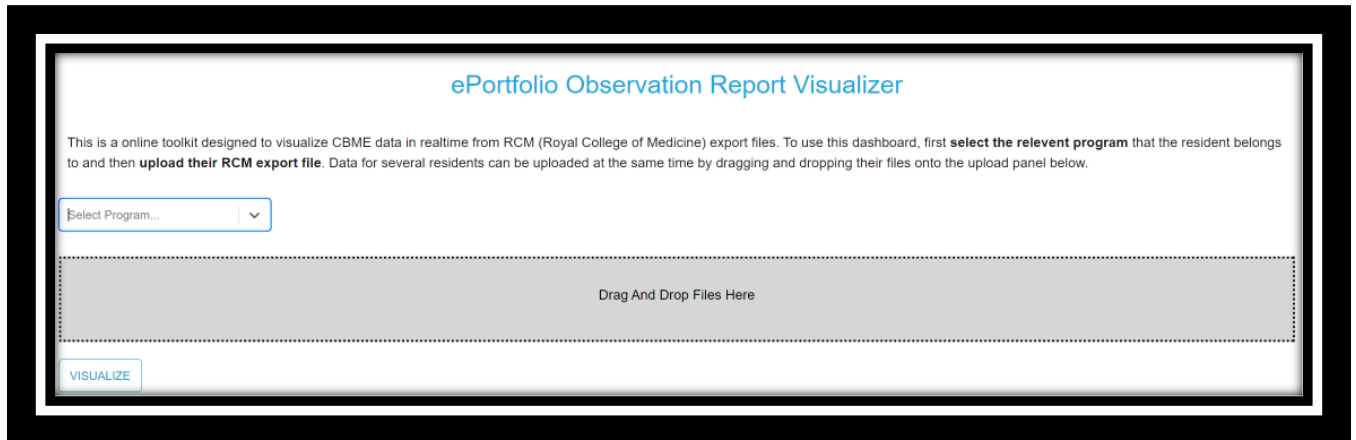 ePortfolio Observation Report Visualizer
This is a online toolkit designed to visualize CBME data in realtime from RCM (Royal College of Medicine) export files. To use this dashboard, first select the relevent program that the resident belongs
to and then upload their RCM export file. Data for several residents can be uploaded at the same time by dragging and dropping their files onto the upload panel below.
Select Program...
Drag And Drop Files Here
VISUALIZE